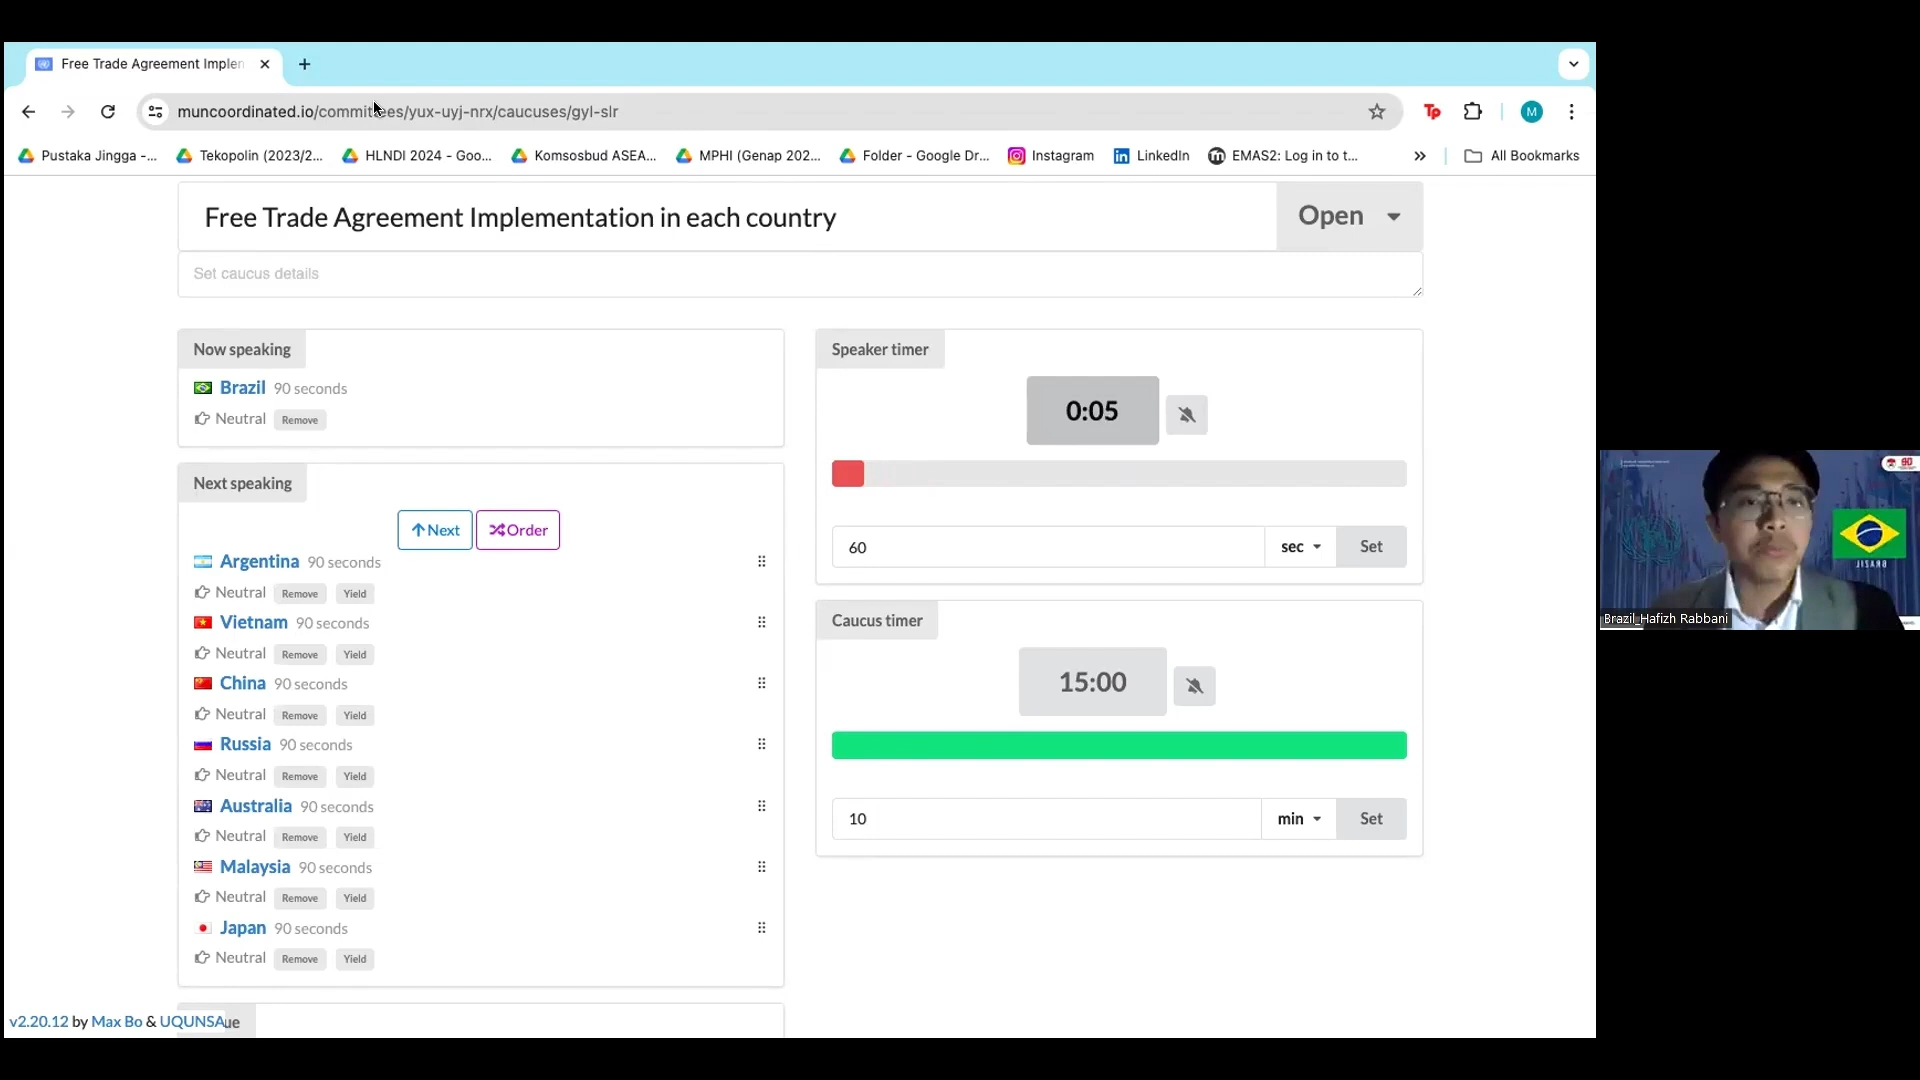 Free Trade Agreement Implen
muncoordinated.io/committees/yux-uyj-nrx/caucuses/gyl-slr
Tp
M
Pustaka Jingga -...
Tekopolin (2023/2...
HLNDI 2024 - Goo...
Komsosbud ASEA...
MPHI (Genap 202...
Folder - Google Dr...
Instagram
LinkedIn
EMAS2: Log in to t...
All Bookmarks
Free Trade Agreement Implementation in each country
Open
Set caucus details
Now speaking
Brazil 90 seconds
Neutral Remove
Next speaking
Next Order
Argentina 90 seconds
Neutral Remove Yield
Vietnam 90 seconds
Neutral Remove Yield
China 90 seconds
Neutral Remove Yield
Russia 90 seconds
Neutral Remove Yield
Australia 90 seconds
Neutral Remove Yield
Malaysia 90 seconds
Neutral Remove Yield
Japan 90 seconds
Neutral Remove Yield
v2.20.12 by Max Bo & UQUNSA
ue
Speaker timer
0:05
60 sec Set
Caucus timer
15:00
10 min Set
BRAZIL
Brazil_Hafizh Rabbani